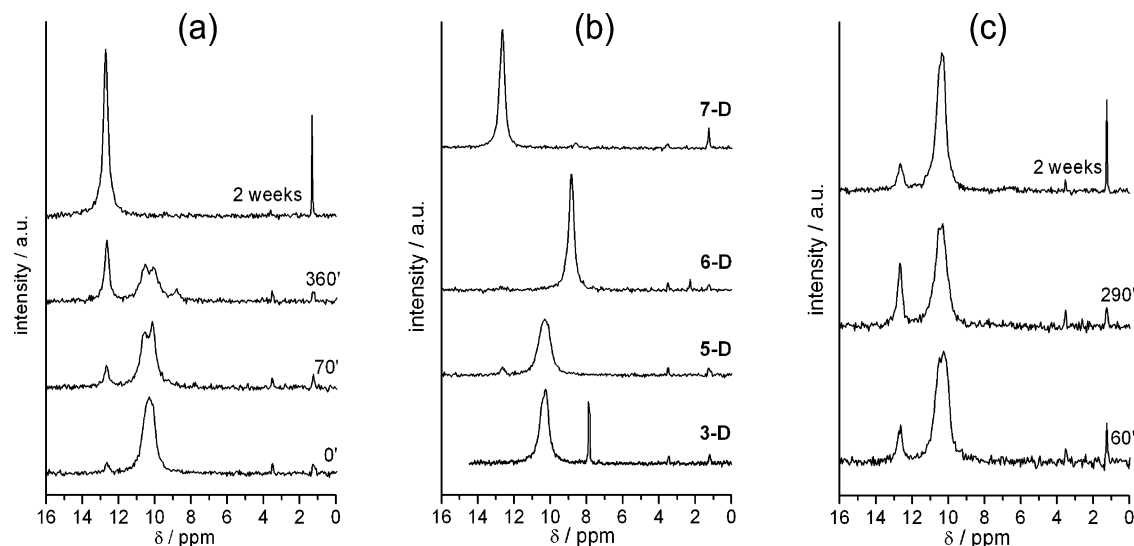 (a)
intensity / a.u.
2 weeks
360'
70'
0'
16 14 12 10 8 6 4 2 0
δ / ppm
(b)
intensity / a.u.
7-D
6-D
5-D
3-D
16 14 12 10 8 6 4 2 0
δ / ppm
(c)
intensity / a.u.
2 weeks
290'
60'
16 14 12 10 8 6 4 2 0
δ / ppm